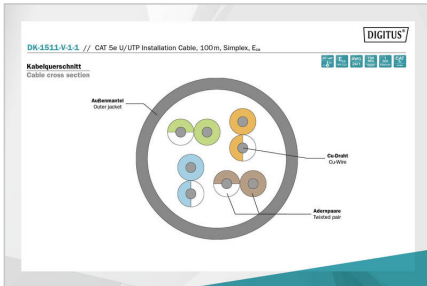 DIGITUS®
DK-1511-V-1-1 // CAT 5e U/UTP Installation Cable, 100m, Simplex, Eca
Kabelquerschnitt
Cable cross section
Außenmantel
Outer jacket
Cu-Draht
Cu-Wire
Adernpaare
Twisted pair